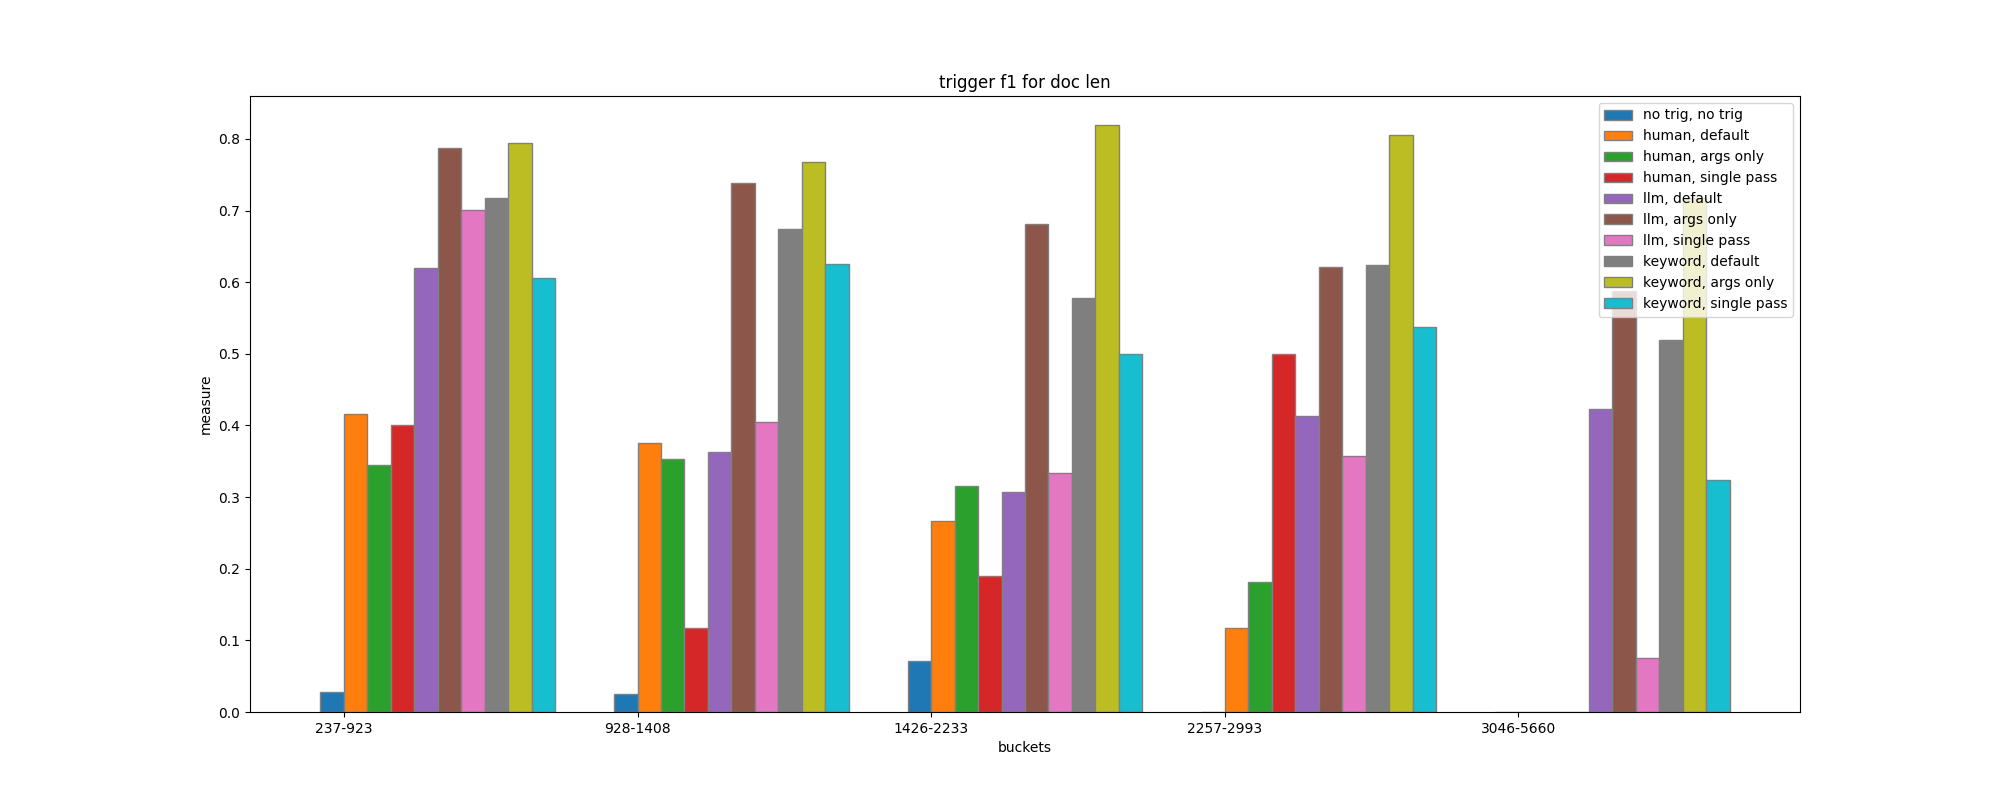 trigger f1 for doc len
no trig, no trig
human, default
human, args only
human, single pass
llm, default
llm, args only
llm, single pass
keyword, default
keyword, args only
keyword, single pass
0.8
0.7
0.6
0.5
0.4
0.3
0.2
0.1
0.0
measure
237-923
928-1408
1426-2233
2257-2993
3046-5660
buckets